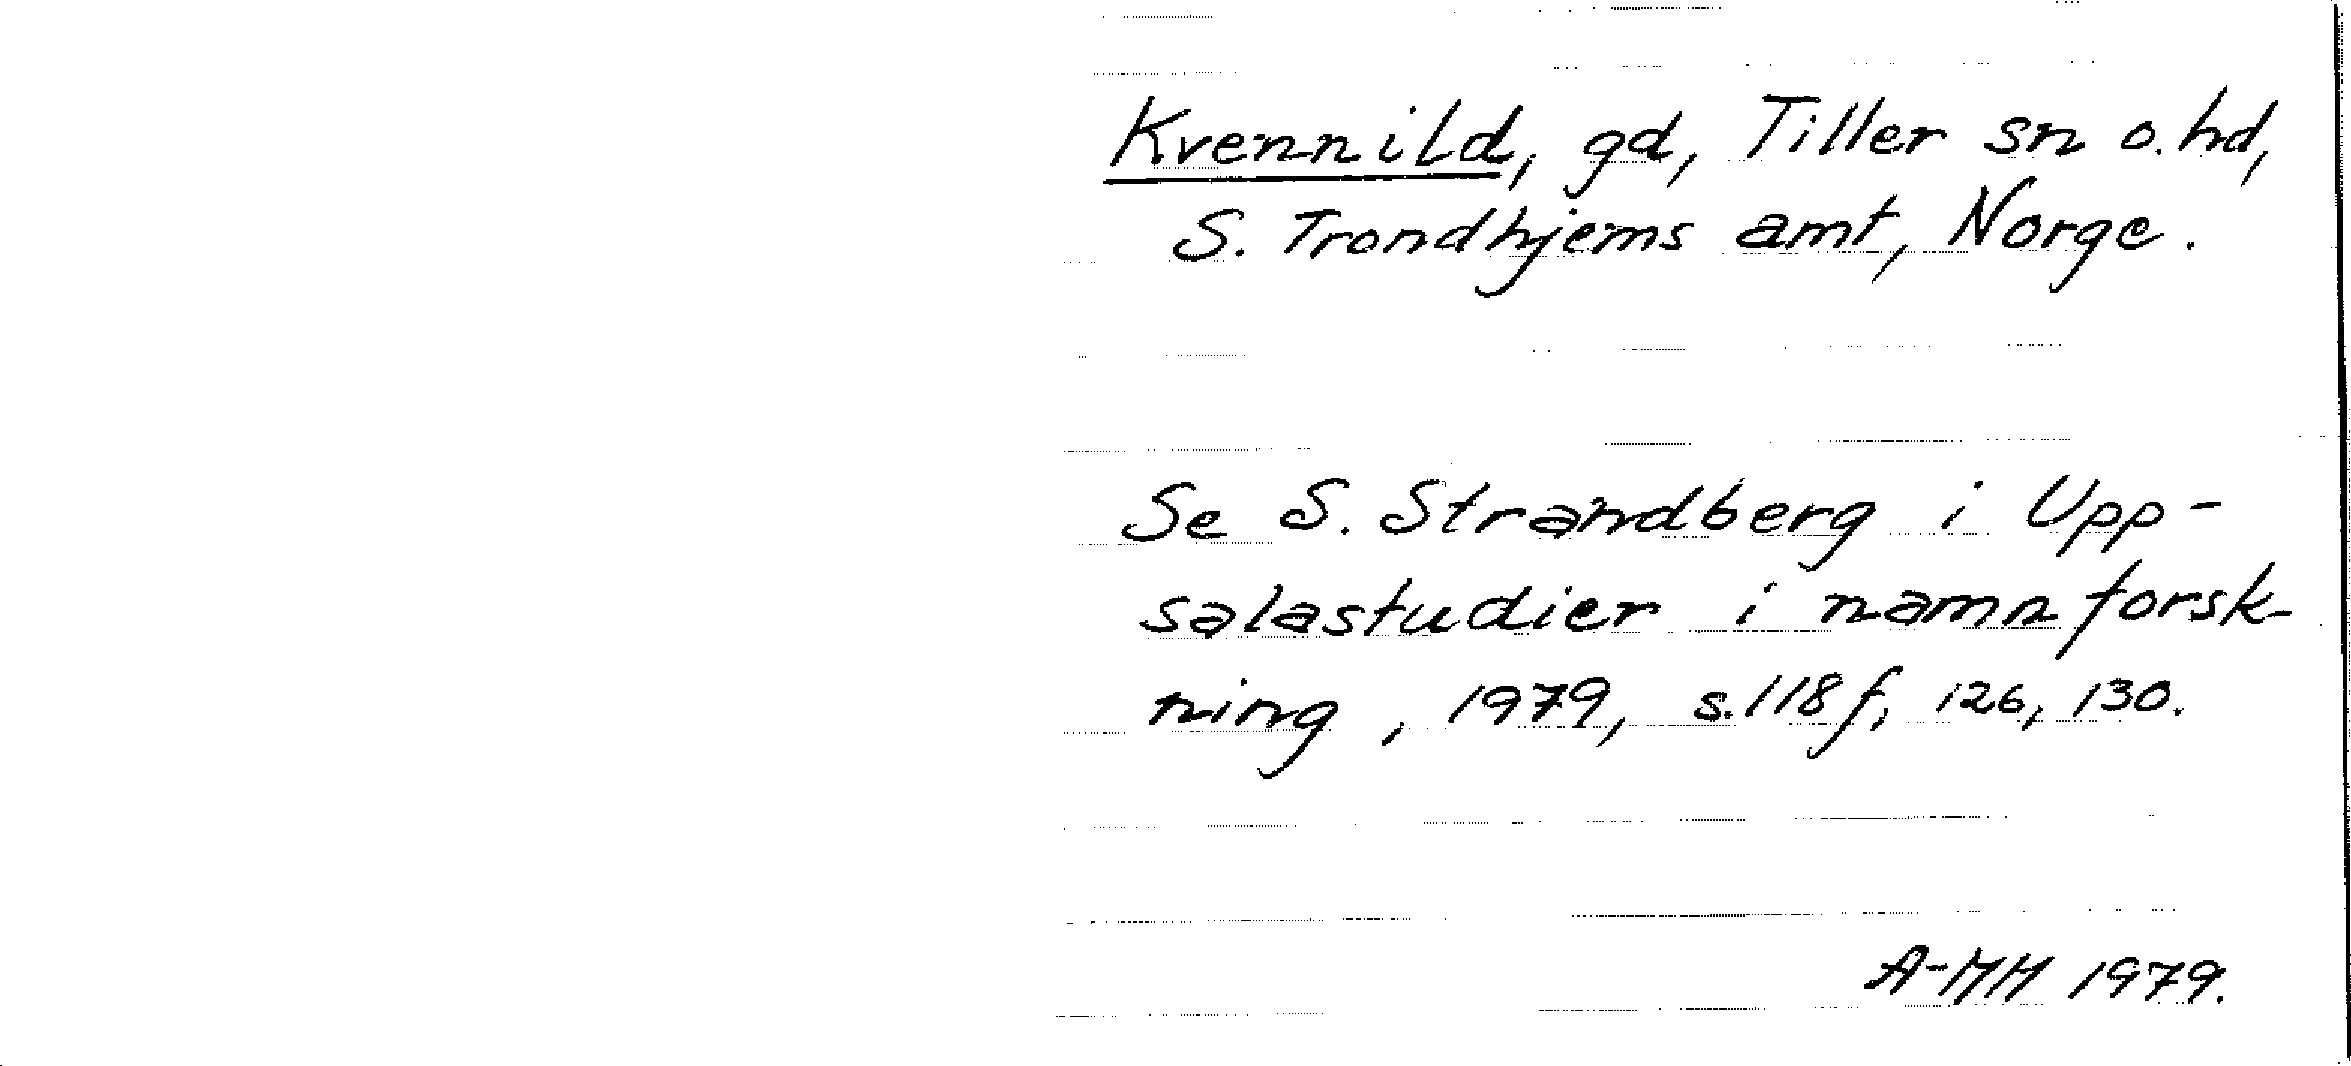 Kvennild, gd, Tiller sn o. hd,
S. Trondhjems amt, Norge.
Se S. Strandberg i Upp-
salastudier i namnforsk-
ning, 1979, s. 118 f, 126, 130.
A-MH 1979.